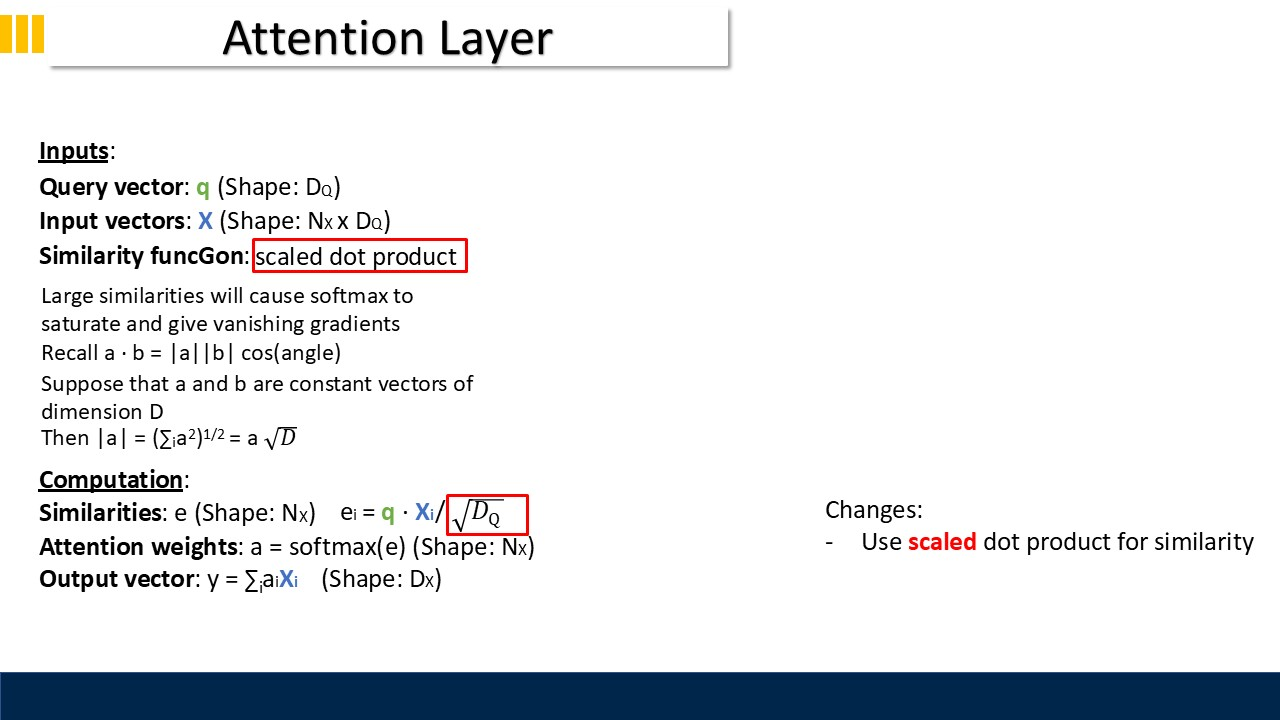 Attention Layer
Inputs:
Query vector: q (Shape: DQ)
Input vectors: X (Shape: NX x DQ)
Similarity funcGon: scaled dot product
Large similarities will cause softmax to
saturate and give vanishing gradients
Recall a · b = |a||b| cos(angle)
Suppose that a and b are constant vectors of
dimension D
Then |a| = (∑ᵢa²)¹/² = a √D
Computation:
Similarities: e (Shape: NX) eᵢ = q · Xᵢ/√DQ
Attention weights: a = softmax(e) (Shape: NX)
Output vector: y = ∑ᵢaᵢXᵢ (Shape: DX)
Changes:
- Use scaled dot product for similarity